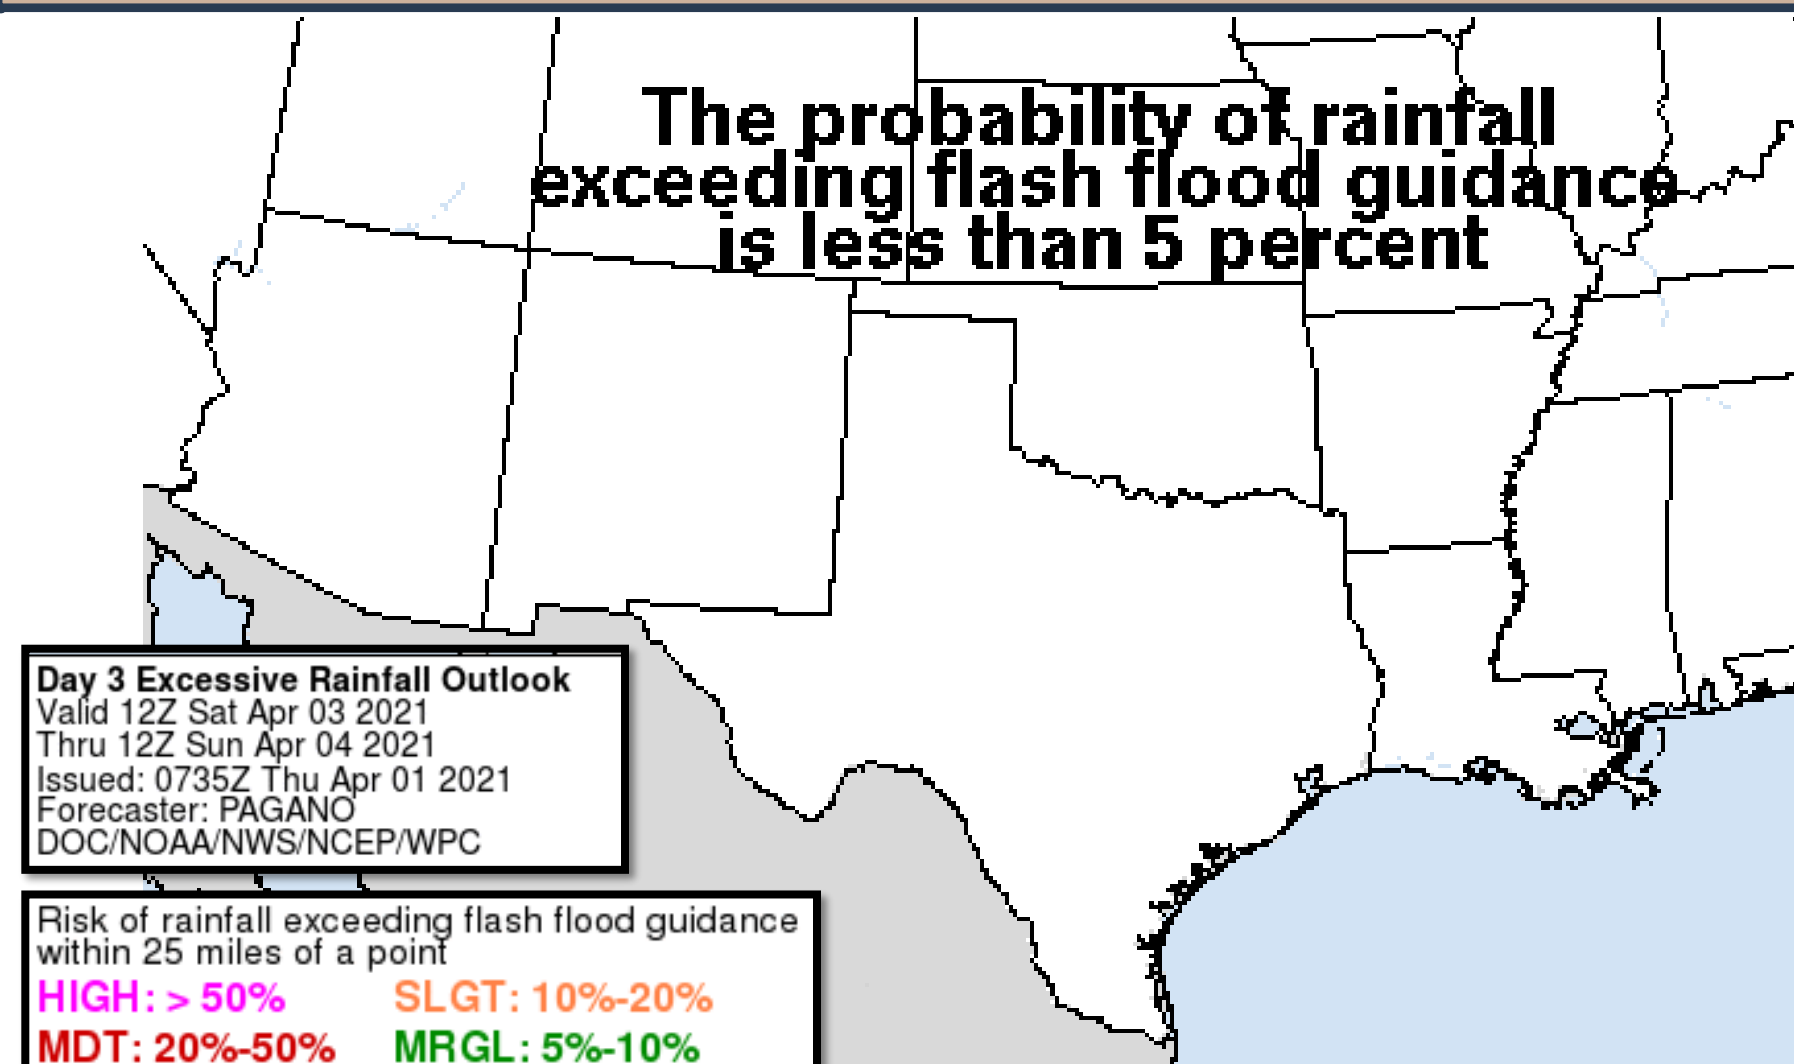 The probability of rainfall
exceeding flash flood guidance
is less than 5 percent
Day 3 Excessive Rainfall Outlook
Valid 12Z Sat Apr 03 2021
Thru 12Z Sun Apr 04 2021
Issued: 0735Z Thu Apr 01 2021
Forecaster: PAGANO
DOC/NOAA/NWS/NCEP/WPC
Risk of rainfall exceeding flash flood guidance
within 25 miles of a point
HIGH: > 50% SLGT: 10%-20%
MDT: 20%-50% MRGL: 5%-10%